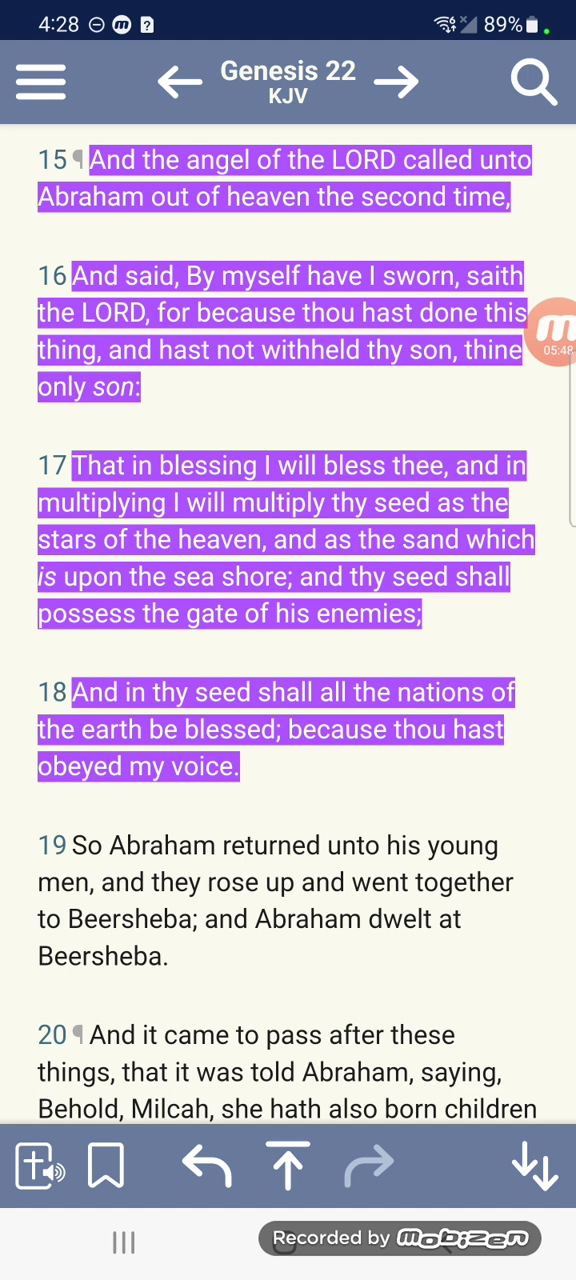 4:28 89%
Genesis 22
KJV
15 ¶ And the angel of the LORD called unto
Abraham out of heaven the second time,
16 And said, By myself have I sworn, saith
the LORD, for because thou hast done this
thing, and hast not withheld thy son, thine
only son:
05:48
17 That in blessing I will bless thee, and in
multiplying I will multiply thy seed as the
stars of the heaven, and as the sand which
is upon the sea shore; and thy seed shall
possess the gate of his enemies;
18 And in thy seed shall all the nations of
the earth be blessed; because thou hast
obeyed my voice.
19 So Abraham returned unto his young
men, and they rose up and went together
to Beersheba; and Abraham dwelt at
Beersheba.
20 ¶ And it came to pass after these
things, that it was told Abraham, saying,
Behold, Milcah, she hath also born children
Recorded by mobizen